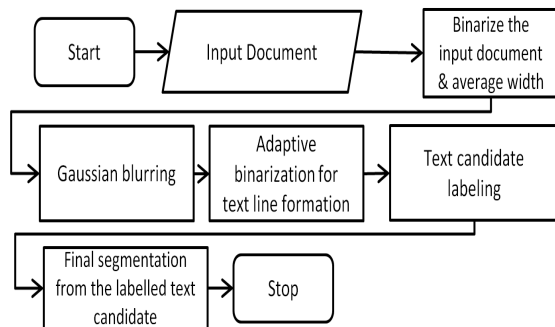 Start
Input Document
Binarize the
input document
& average width
Gaussian blurring
Adaptive
binarization for
text line formation
Text candidate
labeling
Final segmentation
from the labelled text
candidate
Stop